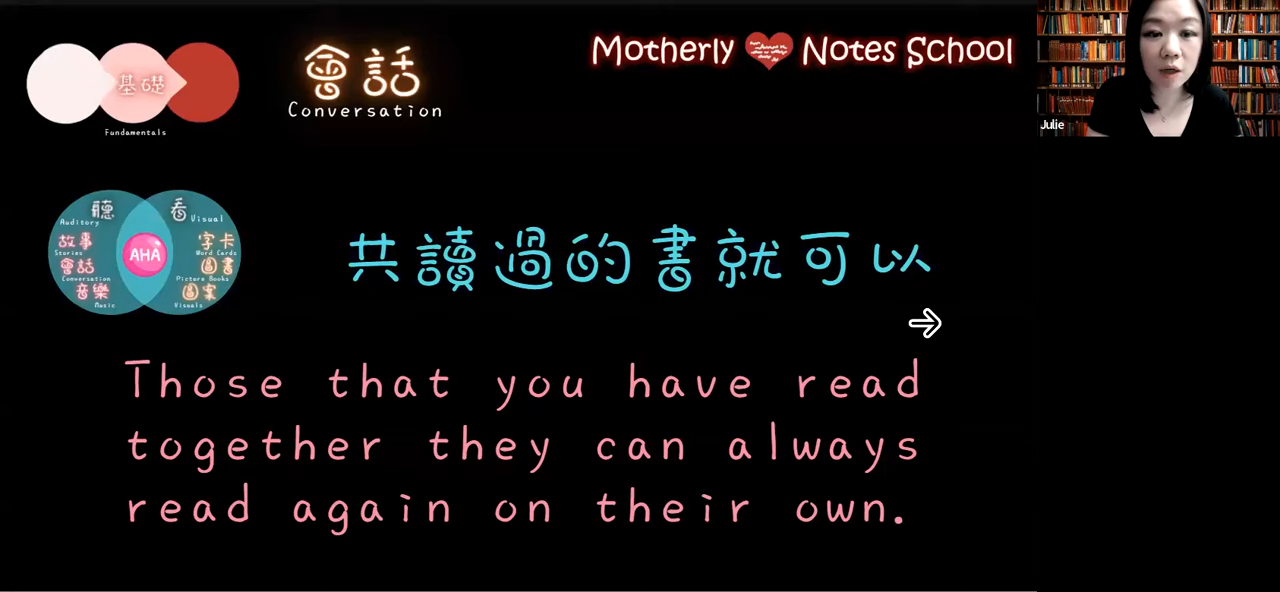 基礎
Fundamentals
會話
Conversation
Motherly Notes School
Julie
聽
Auditory
看
Visual
故事
Stories
會話
Conversation
音樂
Music
AHA
字卡
Word Cards
圖書
Picture Books
圖案
Visuals
共讀過的書就可以
Those that you have read
together they can always
read again on their own.